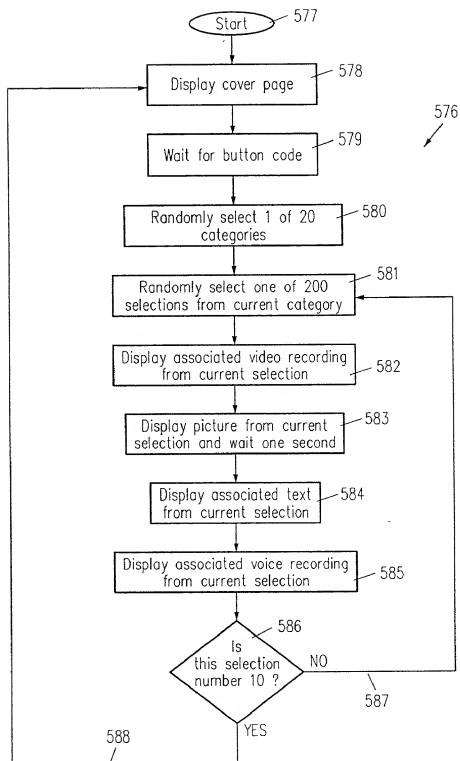 Start
577
Display cover page
578
576
Wait for button code
579
Randomly select 1 of 20
categories
580
Randomly select one of 200
selections from current category
581
Display associated video recording
from current selection
582
Display picture from current
selection and wait one second
583
Display associated text
from current selection
584
Display associated voice recording
from current selection
585
586
Is
this selection
number 10 ?
NO
587
YES
588